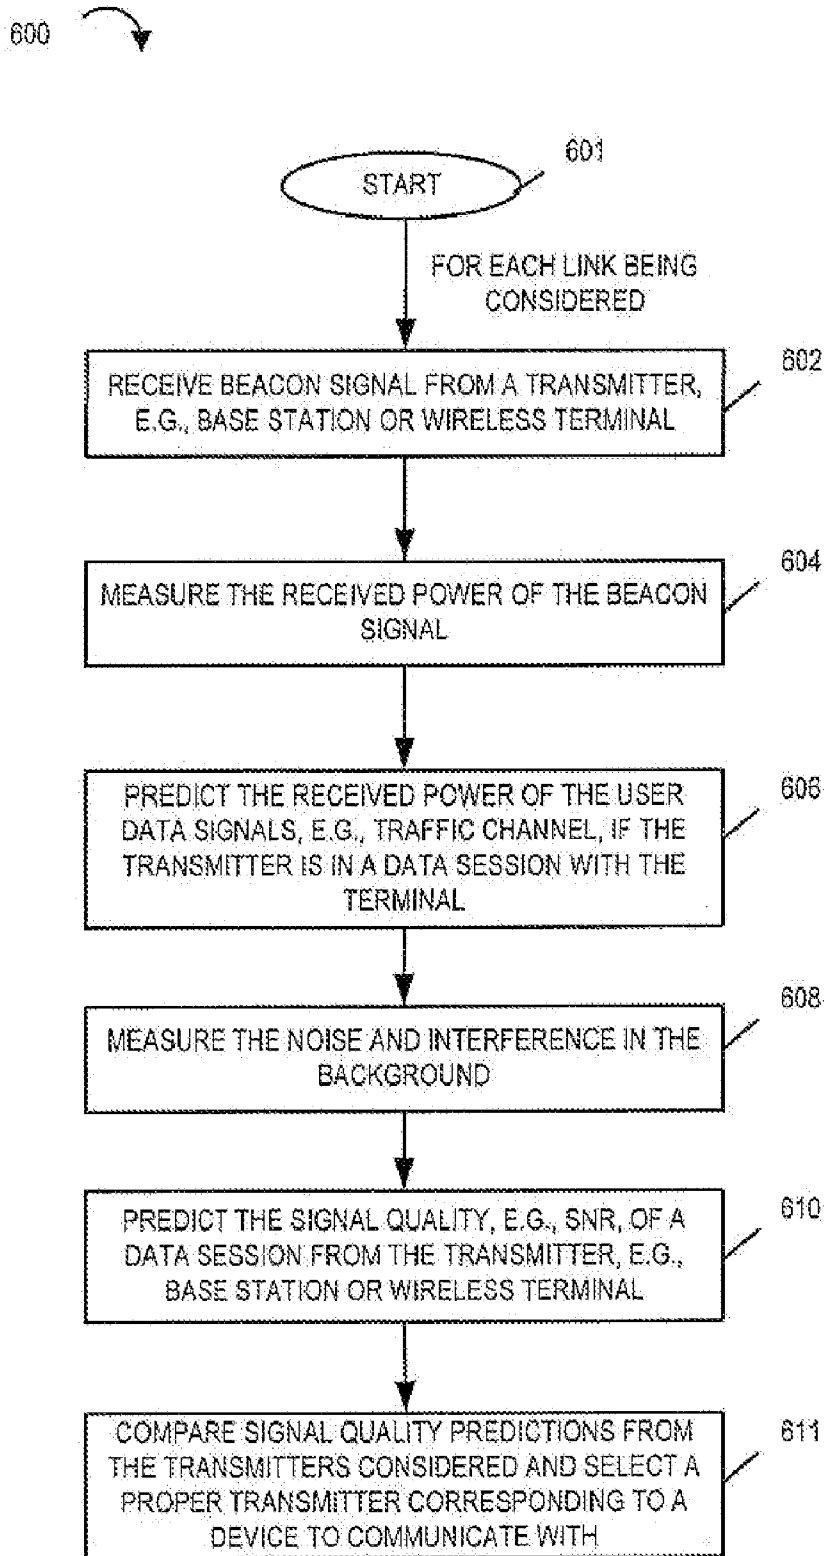 600
START
601
FOR EACH LINK BEING
CONSIDERED
602
RECEIVE BEACON SIGNAL FROM A TRANSMITTER,
E.G., BASE STATION OR WIRELESS TERMINAL
604
MEASURE THE RECEIVED POWER OF THE BEACON
SIGNAL
606
PREDICT THE RECEIVED POWER OF THE USER
DATA SIGNALS, E.G., TRAFFIC CHANNEL, IF THE
TRANSMITTER IS IN A DATA SESSION WITH THE
TERMINAL
608
MEASURE THE NOISE AND INTERFERENCE IN THE
BACKGROUND
610
PREDICT THE SIGNAL QUALITY, E.G., SNR, OF A
DATA SESSION FROM THE TRANSMITTER, E.G.,
BASE STATION OR WIRELESS TERMINAL
611
COMPARE SIGNAL QUALITY PREDICTIONS FROM
THE TRANSMITTERS CONSIDERED AND SELECT A
PROPER TRANSMITTER CORRESPONDING TO A
DEVICE TO COMMUNICATE WITH